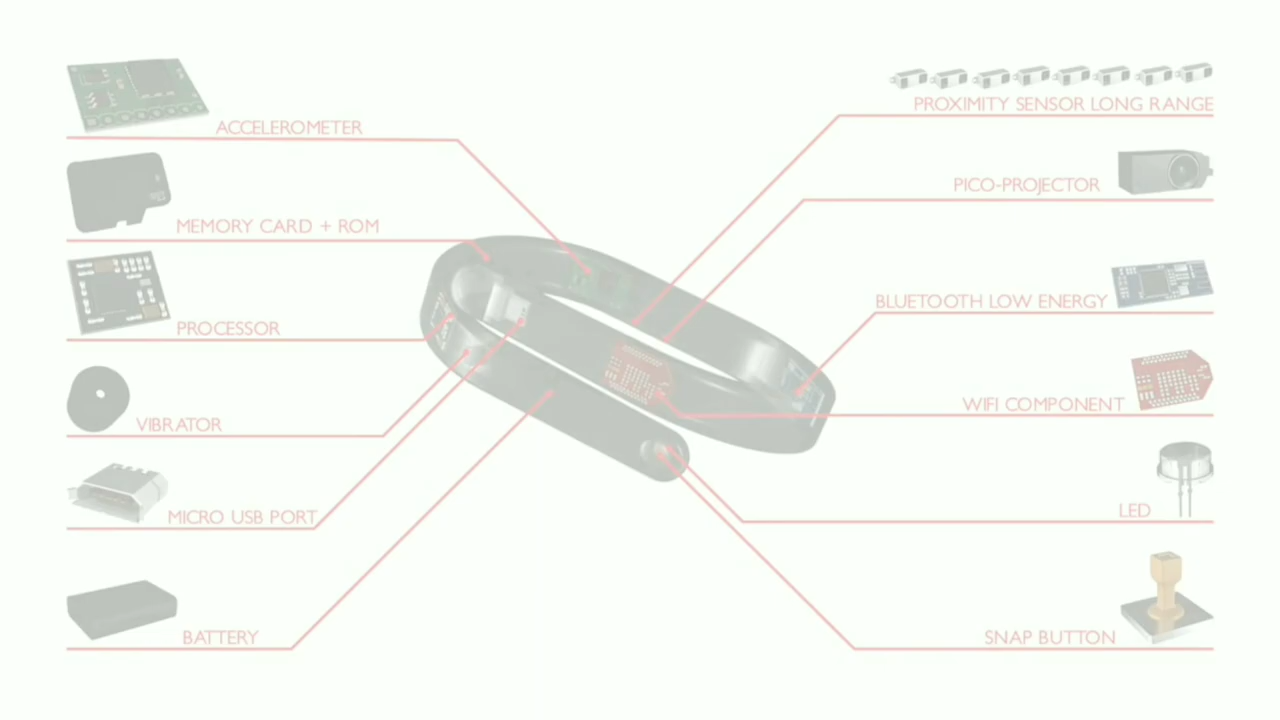 ACCELEROMETER
MEMORY CARD + ROM
PROCESSOR
VIBRATOR
MICRO USB PORT
BATTERY
PROXIMITY SENSOR LONG RANGE
PICO-PROJECTOR
BLUETOOTH LOW ENERGY
WIFI COMPONENT
LED
SNAP BUTTON